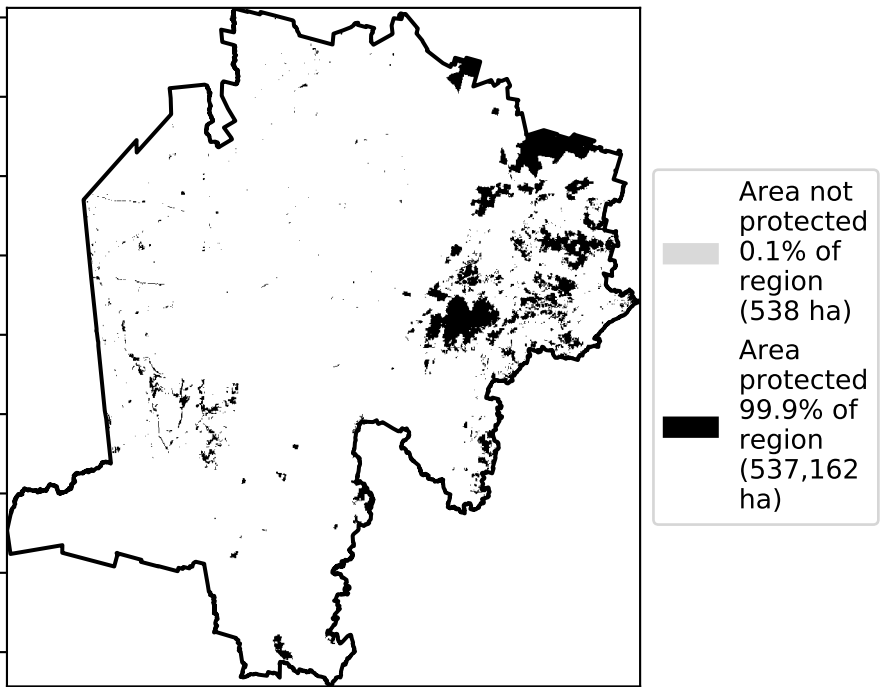 Area not
protected
0.1% of
region
(538 ha)
Area
protected
99.9% of
region
(537,162
ha)